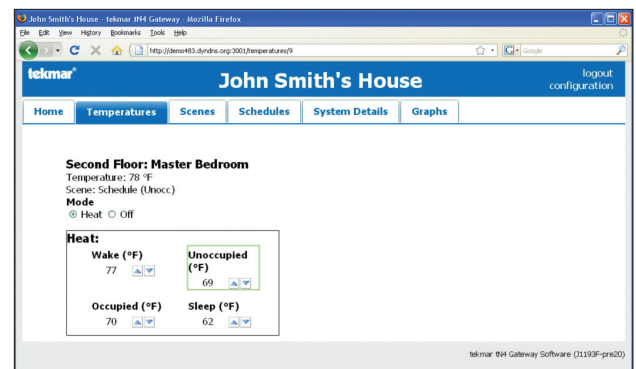 John Smith's House - tekmar tN4 Gateway - Mozilla Firefox
File Edit View History Bookmarks Tools Help
http://demo483.dyndns.org:3001/temperatures/9
G Google
tekmar
John Smith's House
logout
configuration
Home Temperatures Scenes Schedules System Details Graphs
Second Floor: Master Bedroom
Temperature: 78 °F
Scene: Schedule (Unocc)
Mode
Heat Off
Heat:
Wake (°F)
77
Unoccupied
(°F)
69
Occupied (°F)
70
Sleep (°F)
62
tekmar tN4 Gateway Software (J1193F-pre20)